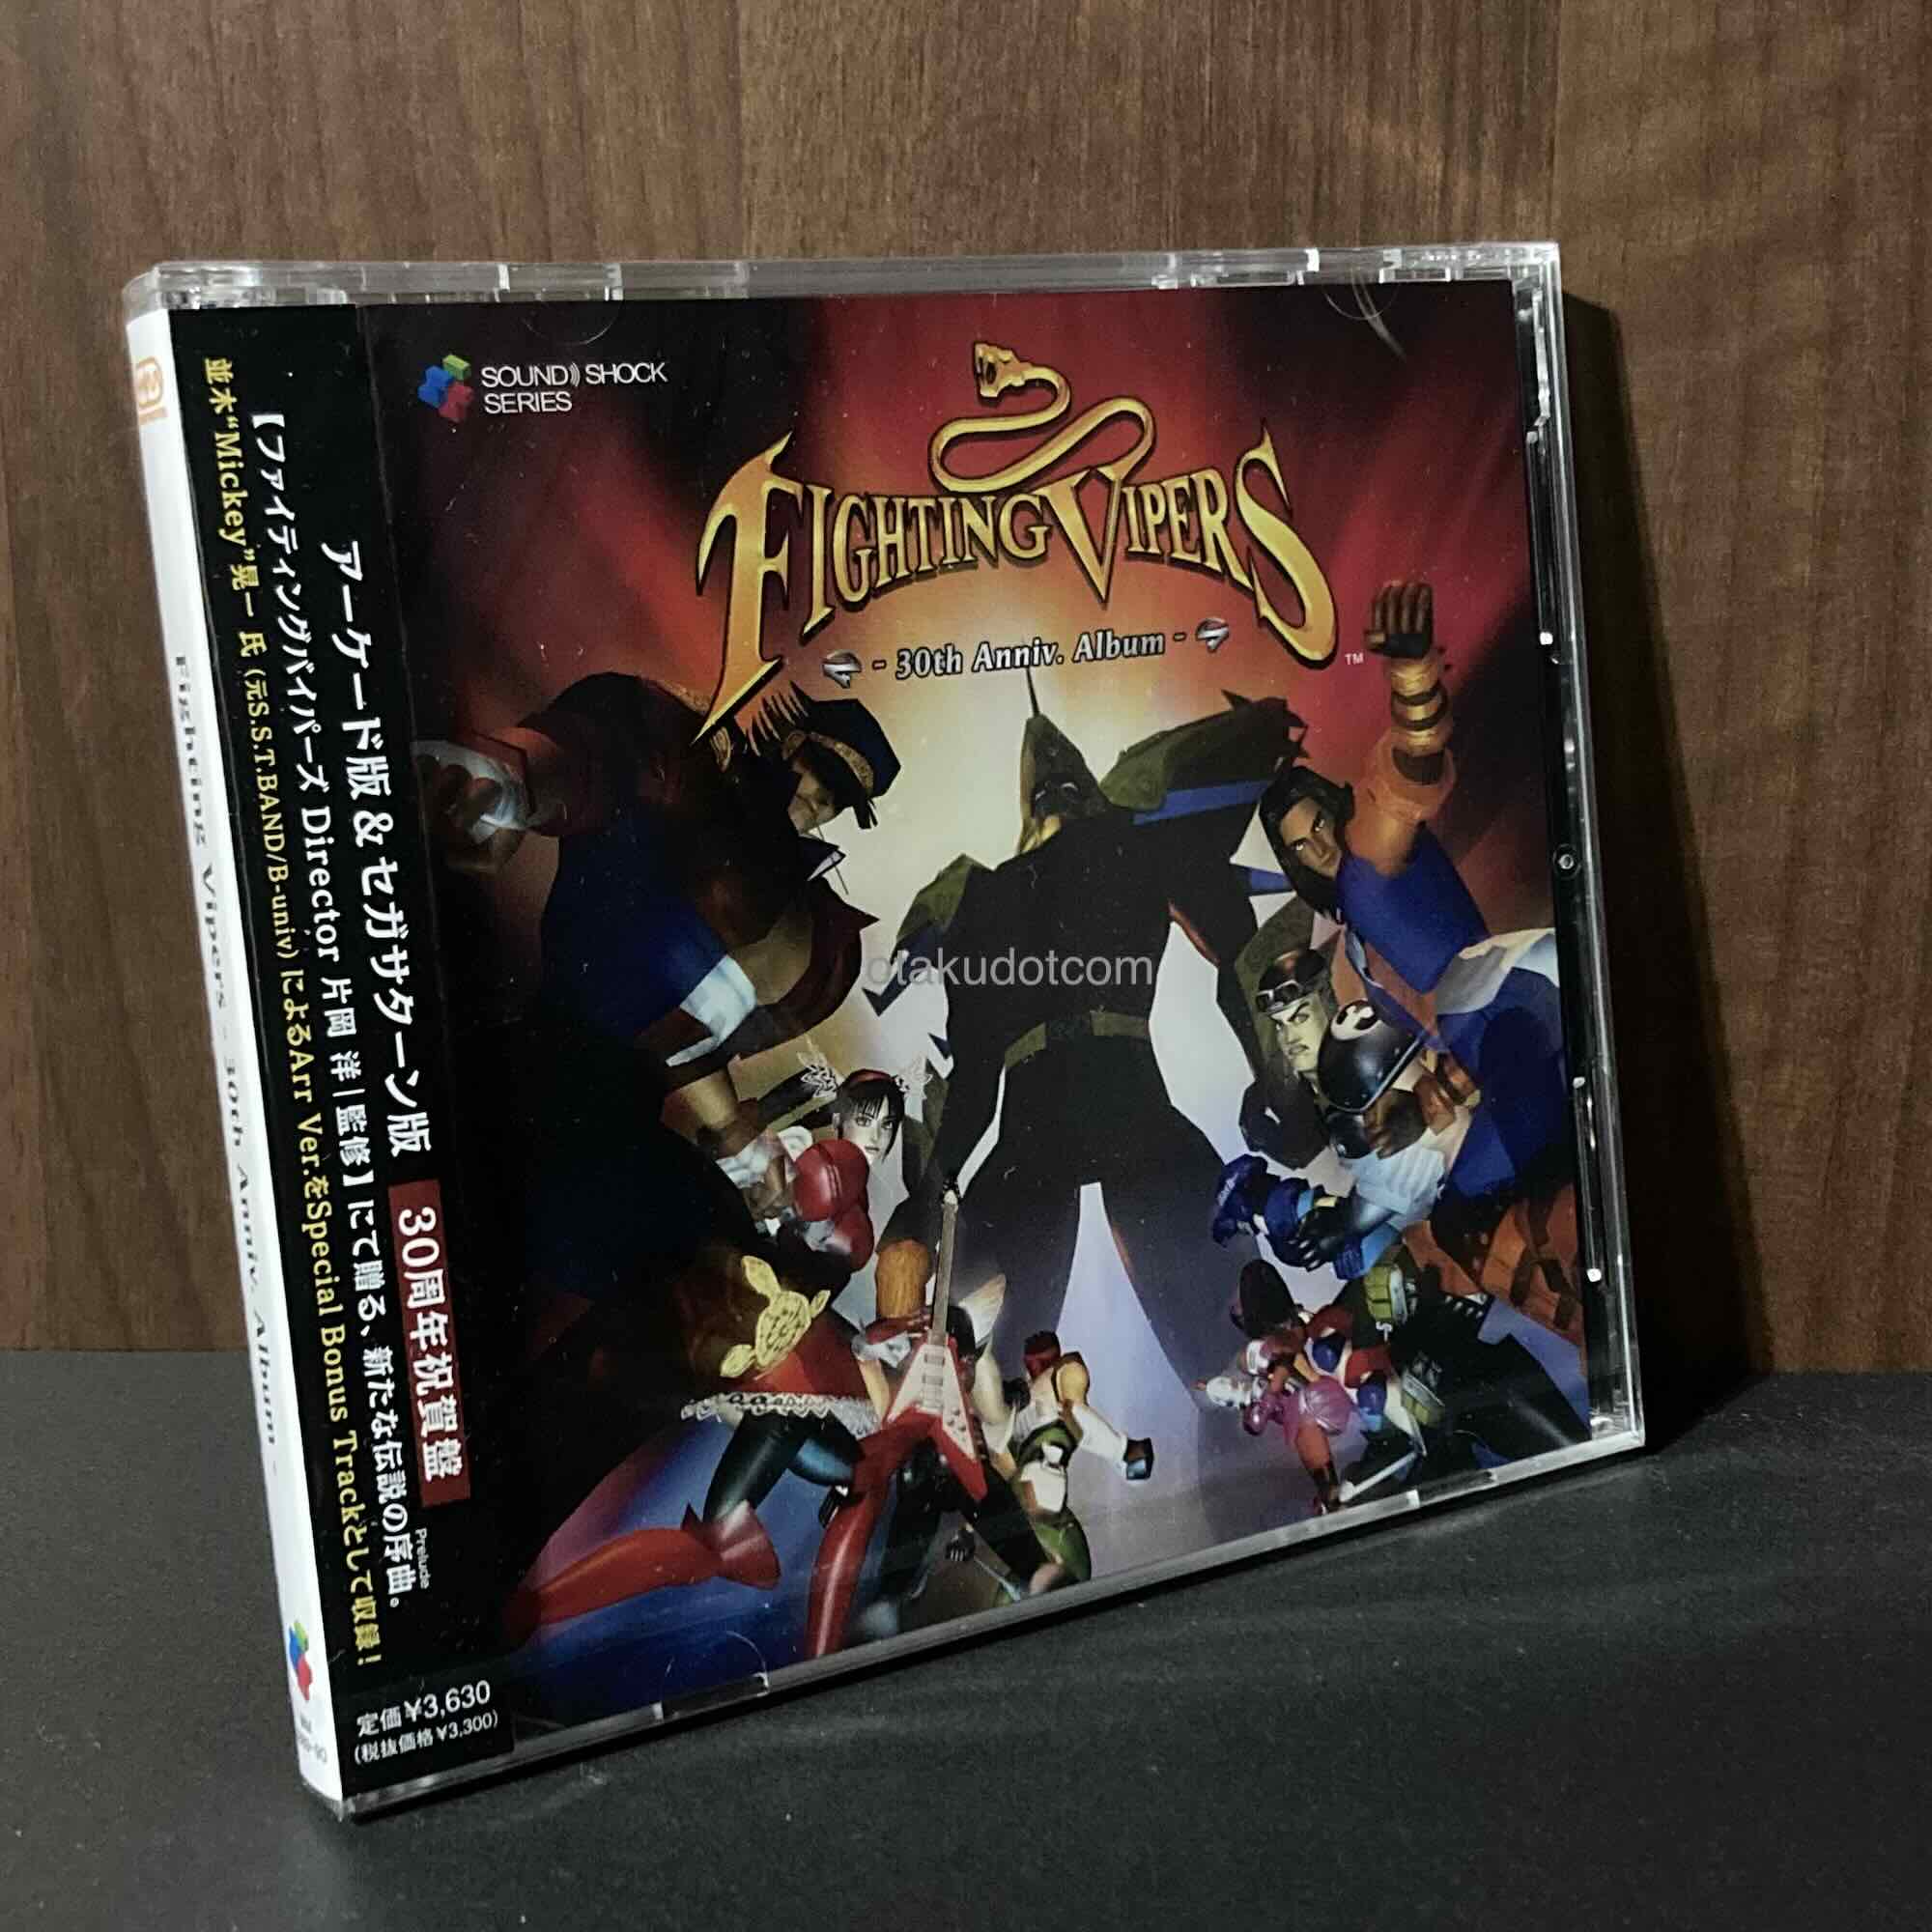 SOUND SHOCK
SERIES
FIGHTING VIPERS
- 30th Anniv. Album -
TM
otakudotcom
アーケード版&セガサターン版 30周年祝賀盤
【ファイティングバイパーズ Director 片岡 洋|監修】にて贈る、新たな伝説の序曲。
Prelude
並木“Mickey”晃一 氏 (元S.S.T.BAND/B-univ) によるArr Ver.をSpecial Bonus Trackとして収録!
定価¥3,630
(税抜価格¥3,300)
Fighting Vipers - 30th Anniv. Album -